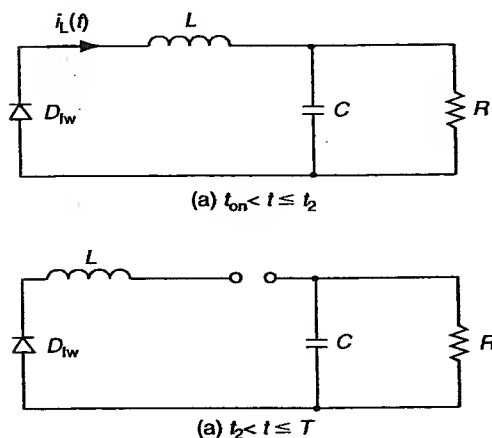 i_L(t)
L
D_fw
C
R
(a) t_on < t ≤ t_2
L
D_fw
C
R
(a) t_2 < t ≤ T